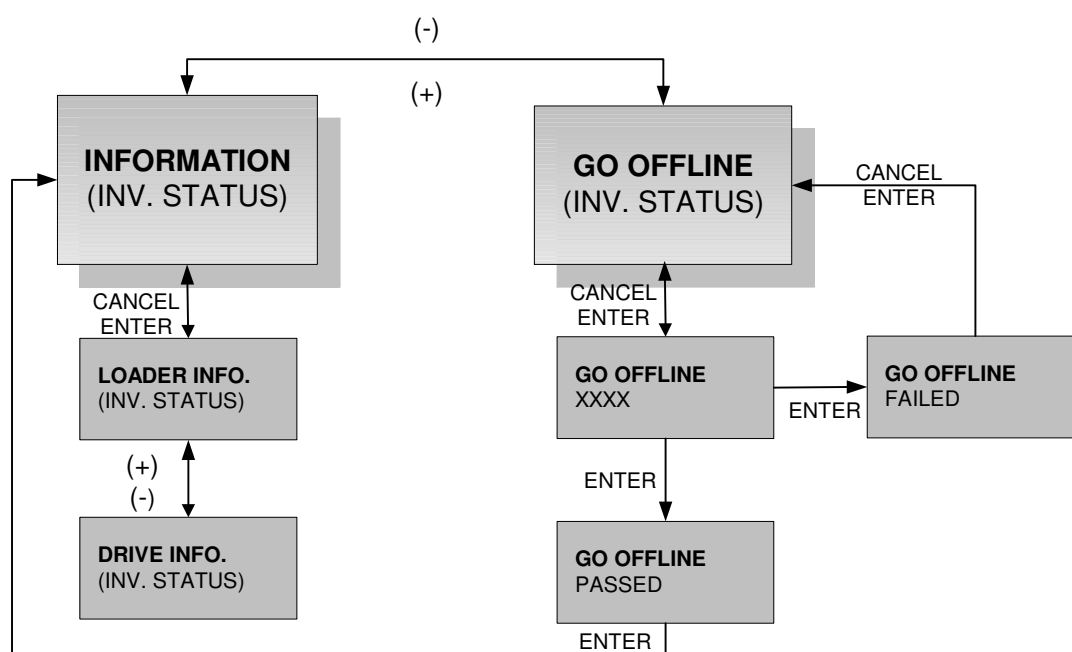 (-)
(+)
INFORMATION
(INV. STATUS)
GO OFFLINE
(INV. STATUS)
CANCEL
ENTER
CANCEL
ENTER
CANCEL
ENTER
LOADER INFO.
(INV. STATUS)
GO OFFLINE
XXXX
ENTER
GO OFFLINE
FAILED
(+)
(-)
ENTER
DRIVE INFO.
(INV. STATUS)
GO OFFLINE
PASSED
ENTER